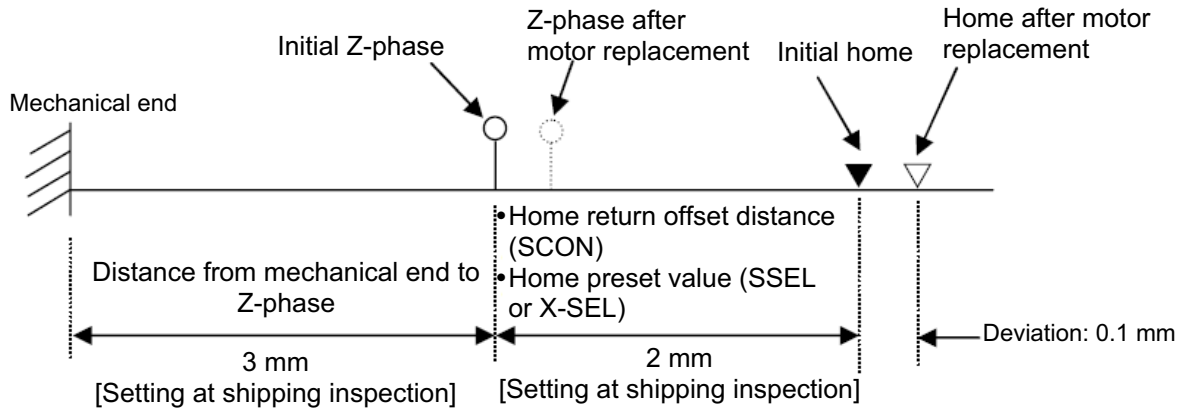 Initial Z-phase
Z-phase after
motor replacement
Initial home
Home after motor
replacement
Mechanical end
•Home return offset distance
(SCON)
•Home preset value (SSEL
or X-SEL)
Distance from mechanical end to
Z-phase
3 mm
[Setting at shipping inspection]
2 mm
[Setting at shipping inspection]
Deviation: 0.1 mm